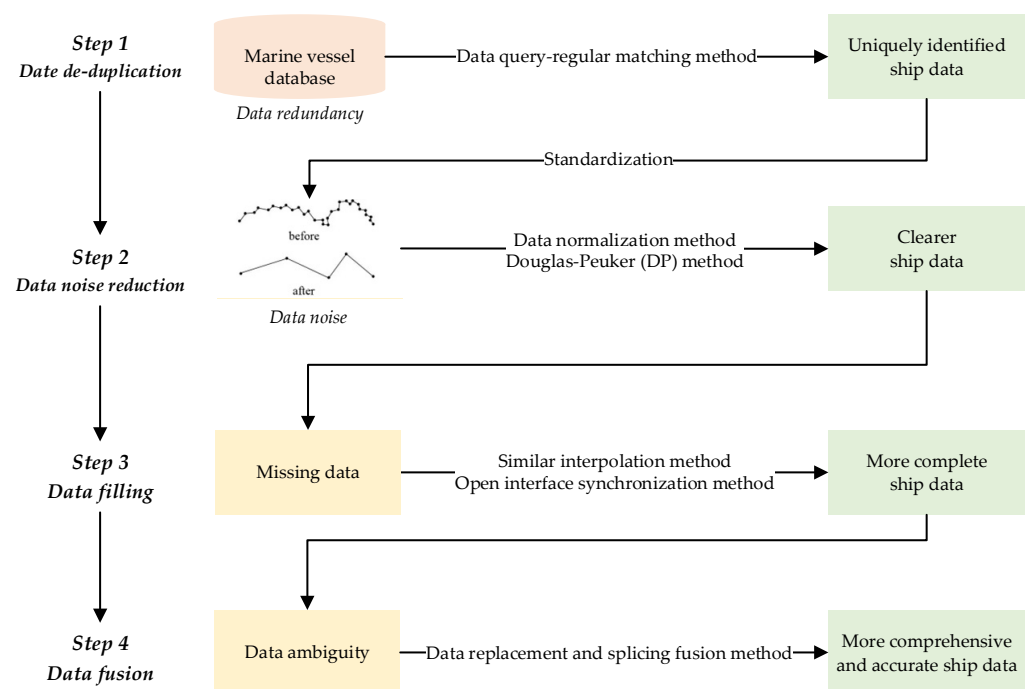 Step 1
Date de-duplication
Marine vessel
database
Data redundancy
Data query-regular matching method
Uniquely identified
ship data
Standardization
before
after
Data noise
Step 2
Data noise reduction
Data normalization method
Douglas-Peuker (DP) method
Clearer
ship data
Step 3
Data filling
Missing data
Similar interpolation method
Open interface synchronization method
More complete
ship data
Step 4
Data fusion
Data ambiguity
Data replacement and splicing fusion method
More comprehensive
and accurate ship data